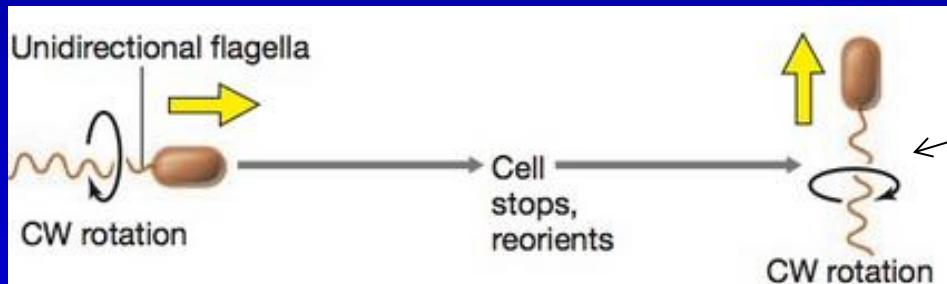 Unidirectional flagella
CW rotation
Cell
stops,
reorients
CW rotation